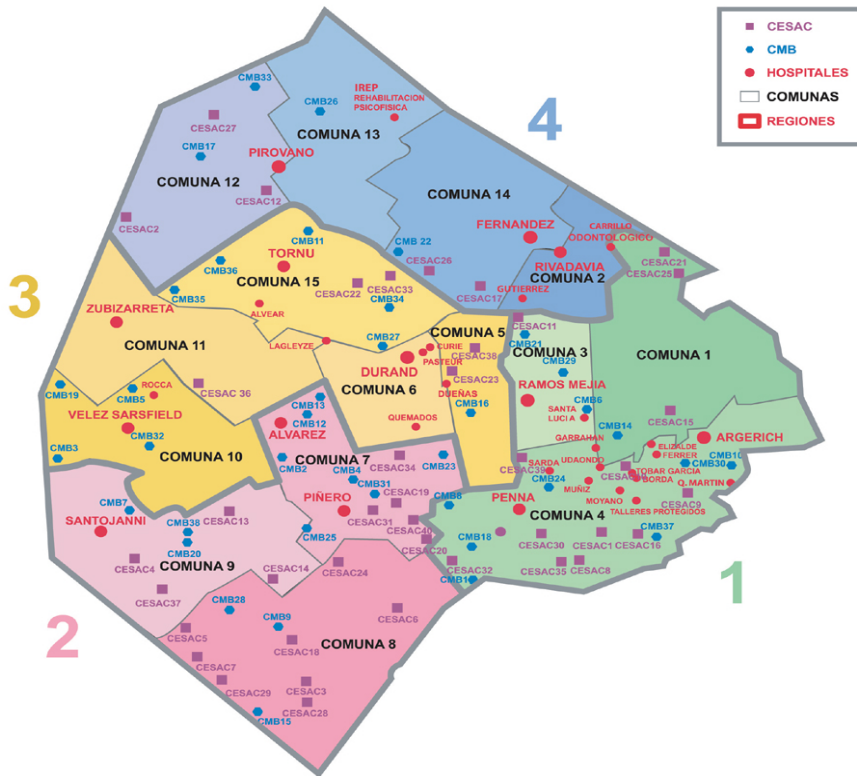 CESAC
CMB
HOSPITALES
COMUNAS
REGIONES
CMB33
IREP
REHABILITACION
PSICOFISICA
CMB26
CESAC27
COMUNA 13
4
CMB17
PIROVANO
COMUNA 12
CESAC12
COMUNA 14
CESAC2
FERNANDEZ
CARRILLO
ODONTOLOGICO
CMB11
CMB 22
TORNU
RIVADAVIA
CESAC21
CESAC25
CMB36
COMUNA 15
CESAC26
COMUNA 2
3
CMB35
CESAC22
CESAC33
CESAC17
GUTIERREZ
ZUBIZARRETA
ALVEAR
CMB34
CESAC11
COMUNA 5
CMB21
LAGLEYZE
CMB27
CURIE
CESAC38
COMUNA 3
COMUNA 1
COMUNA 11
DURAND
PASTEUR
CMB29
CESAC23
CMB19
CMB5
ROCCA
CESAC 36
COMUNA 6
DUEÑAS
RAMOS MEJIA
VELEZ SARSFIELD
CMB13
CMB12
CMB16
CMB6
SANTA
LUCIA
CESAC15
QUEMADOS
ALVAREZ
CMB14
ARGERICH
CMB3
CMB32
COMUNA 10
COMUNA 7
GARRAHAN
ELIZALDE
FERRER
CMB2
CESAC34
CMB23
CESAC39
SARDA
UDAONDO
CMB30
CMB10
CMB4
CMB24
TOBAR GARCIA
BORDA
Q. MARTIN
CMB31
CESAC19
MUÑIZ
MOYANO
CESAC9
CMB7
PIÑERO
CMB8
PENNA
TALLERES PROTEGIDOS
SANTOJANNI
CESAC13
CESAC31
COMUNA 4
CMB38
CMB25
CESAC40
CMB37
CMB20
CESAC20
CMB18
CESAC30
CESAC1
CESAC16
CESAC4
COMUNA 9
CESAC14
CESAC24
CESAC32
CESAC35
CESAC8
1
CESAC37
2
CMB28
CESAC6
CESAC5
CMB9
COMUNA 8
CESAC18
CESAC7
CESAC29
CESAC3
CESAC28
CMB15